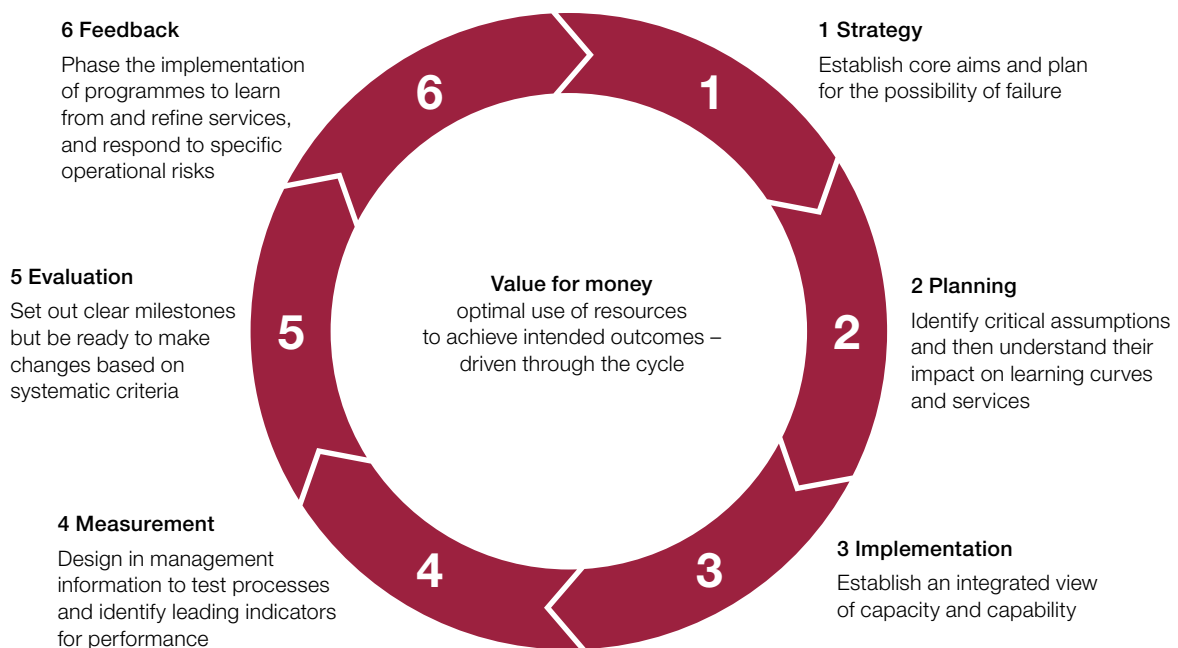 1 Strategy
Establish core aims and plan
for the possibility of failure
2 Planning
Identify critical assumptions
and then understand their
impact on learning curves
and services
3 Implementation
Establish an integrated view
of capacity and capability
4 Measurement
Design in management
information to test processes
and identify leading indicators
for performance
5 Evaluation
Set out clear milestones
but be ready to make
changes based on
systematic criteria
6 Feedback
Phase the implementation
of programmes to learn
from and refine services,
and respond to specific
operational risks
1
2
3
4
5
6
Value for money
optimal use of resources
to achieve intended outcomes –
driven through the cycle